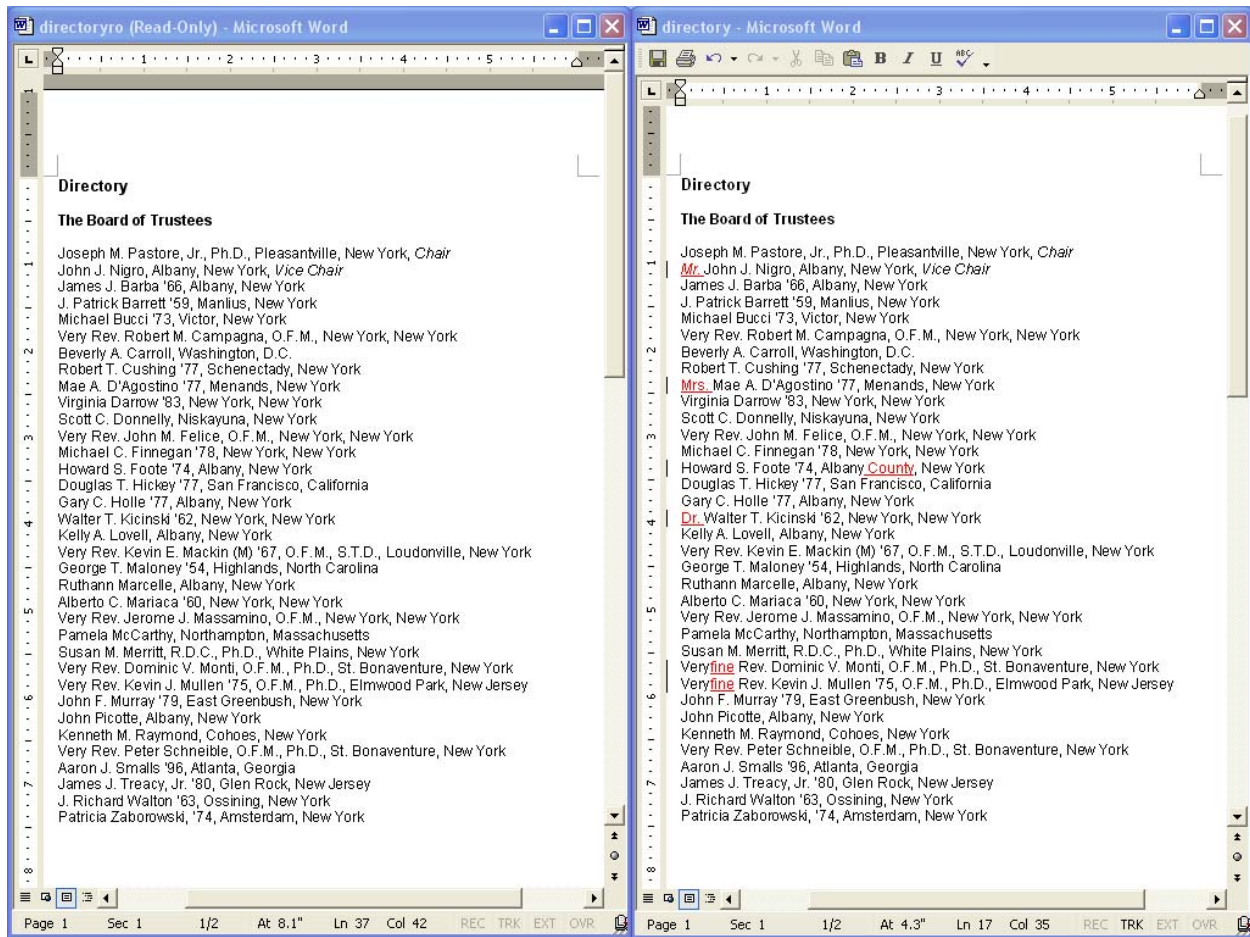 directoryro (Read-Only) - Microsoft Word
1 2 3 4 5
Directory
The Board of Trustees
Joseph M. Pastore, Jr., Ph.D., Pleasantville, New York, Chair
John J. Nigro, Albany, New York, Vice Chair
James J. Barba '66, Albany, New York
J. Patrick Barrett '59, Manlius, New York
Michael Bucci '73, Victor, New York
Very Rev. Robert M. Campagna, O.F.M., New York, New York
Beverly A. Carroll, Washington, D.C.
Robert T. Cushing '77, Schenectady, New York
Mae A. D'Agostino '77, Menands, New York
Virginia Darrow '83, New York, New York
Scott C. Donnelly, Niskayuna, New York
Very Rev. John M. Felice, O.F.M., New York, New York
Michael C. Finnegan '78, New York, New York
Howard S. Foote '74, Albany, New York
Douglas T. Hickey '77, San Francisco, California
Gary C. Holle '77, Albany, New York
Walter T. Kicinski '62, New York, New York
Kelly A. Lovell, Albany, New York
Very Rev. Kevin E. Mackin (M) '67, O.F.M., S.T.D., Loudonville, New York
George T. Maloney '54, Highlands, North Carolina
Ruthann Marcelle, Albany, New York
Alberto C. Mariaca '60, New York, New York
Very Rev. Jerome J. Massamino, O.F.M., New York, New York
Pamela McCarthy, Northampton, Massachusetts
Susan M. Merritt, R.D.C., Ph.D., White Plains, New York
Very Rev. Dominic V. Monti, O.F.M., Ph.D., St. Bonaventure, New York
Very Rev. Kevin J. Mullen '75, O.F.M., Ph.D., Elmwood Park, New Jersey
John F. Murray '79, East Greenbush, New York
John Picotte, Albany, New York
Kenneth M. Raymond, Cohoes, New York
Very Rev. Peter Schneible, O.F.M., Ph.D., St. Bonaventure, New York
Aaron J. Smalls '96, Atlanta, Georgia
James J. Treacy, Jr. '80, Glen Rock, New Jersey
J. Richard Walton '63, Ossining, New York
Patricia Zaborowski, '74, Amsterdam, New York
Page 1 Sec 1 1/2 At 8.1" Ln 37 Col 42 REC TRK EXT OVR
directory - Microsoft Word
B I U ABC
1 2 3 4 5
Directory
The Board of Trustees
Joseph M. Pastore, Jr., Ph.D., Pleasantville, New York, Chair
Mr. John J. Nigro, Albany, New York, Vice Chair
James J. Barba '66, Albany, New York
J. Patrick Barrett '59, Manlius, New York
Michael Bucci '73, Victor, New York
Very Rev. Robert M. Campagna, O.F.M., New York, New York
Beverly A. Carroll, Washington, D.C.
Robert T. Cushing '77, Schenectady, New York
Mrs. Mae A. D'Agostino '77, Menands, New York
Virginia Darrow '83, New York, New York
Scott C. Donnelly, Niskayuna, New York
Very Rev. John M. Felice, O.F.M., New York, New York
Michael C. Finnegan '78, New York, New York
Howard S. Foote '74, Albany County, New York
Douglas T. Hickey '77, San Francisco, California
Gary C. Holle '77, Albany, New York
Dr. Walter T. Kicinski '62, New York, New York
Kelly A. Lovell, Albany, New York
Very Rev. Kevin E. Mackin (M) '67, O.F.M., S.T.D., Loudonville, New York
George T. Maloney '54, Highlands, North Carolina
Ruthann Marcelle, Albany, New York
Alberto C. Mariaca '60, New York, New York
Very Rev. Jerome J. Massamino, O.F.M., New York, New York
Pamela McCarthy, Northampton, Massachusetts
Susan M. Merritt, R.D.C., Ph.D., White Plains, New York
Veryfine Rev. Dominic V. Monti, O.F.M., Ph.D., St. Bonaventure, New York
Veryfine Rev. Kevin J. Mullen '75, O.F.M., Ph.D., Elmwood Park, New Jersey
John F. Murray '79, East Greenbush, New York
John Picotte, Albany, New York
Kenneth M. Raymond, Cohoes, New York
Very Rev. Peter Schneible, O.F.M., Ph.D., St. Bonaventure, New York
Aaron J. Smalls '96, Atlanta, Georgia
James J. Treacy, Jr. '80, Glen Rock, New Jersey
J. Richard Walton '63, Ossining, New York
Patricia Zaborowski, '74, Amsterdam, New York
Page 1 Sec 1 1/2 At 4.3" Ln 17 Col 35 REC TRK EXT OVR